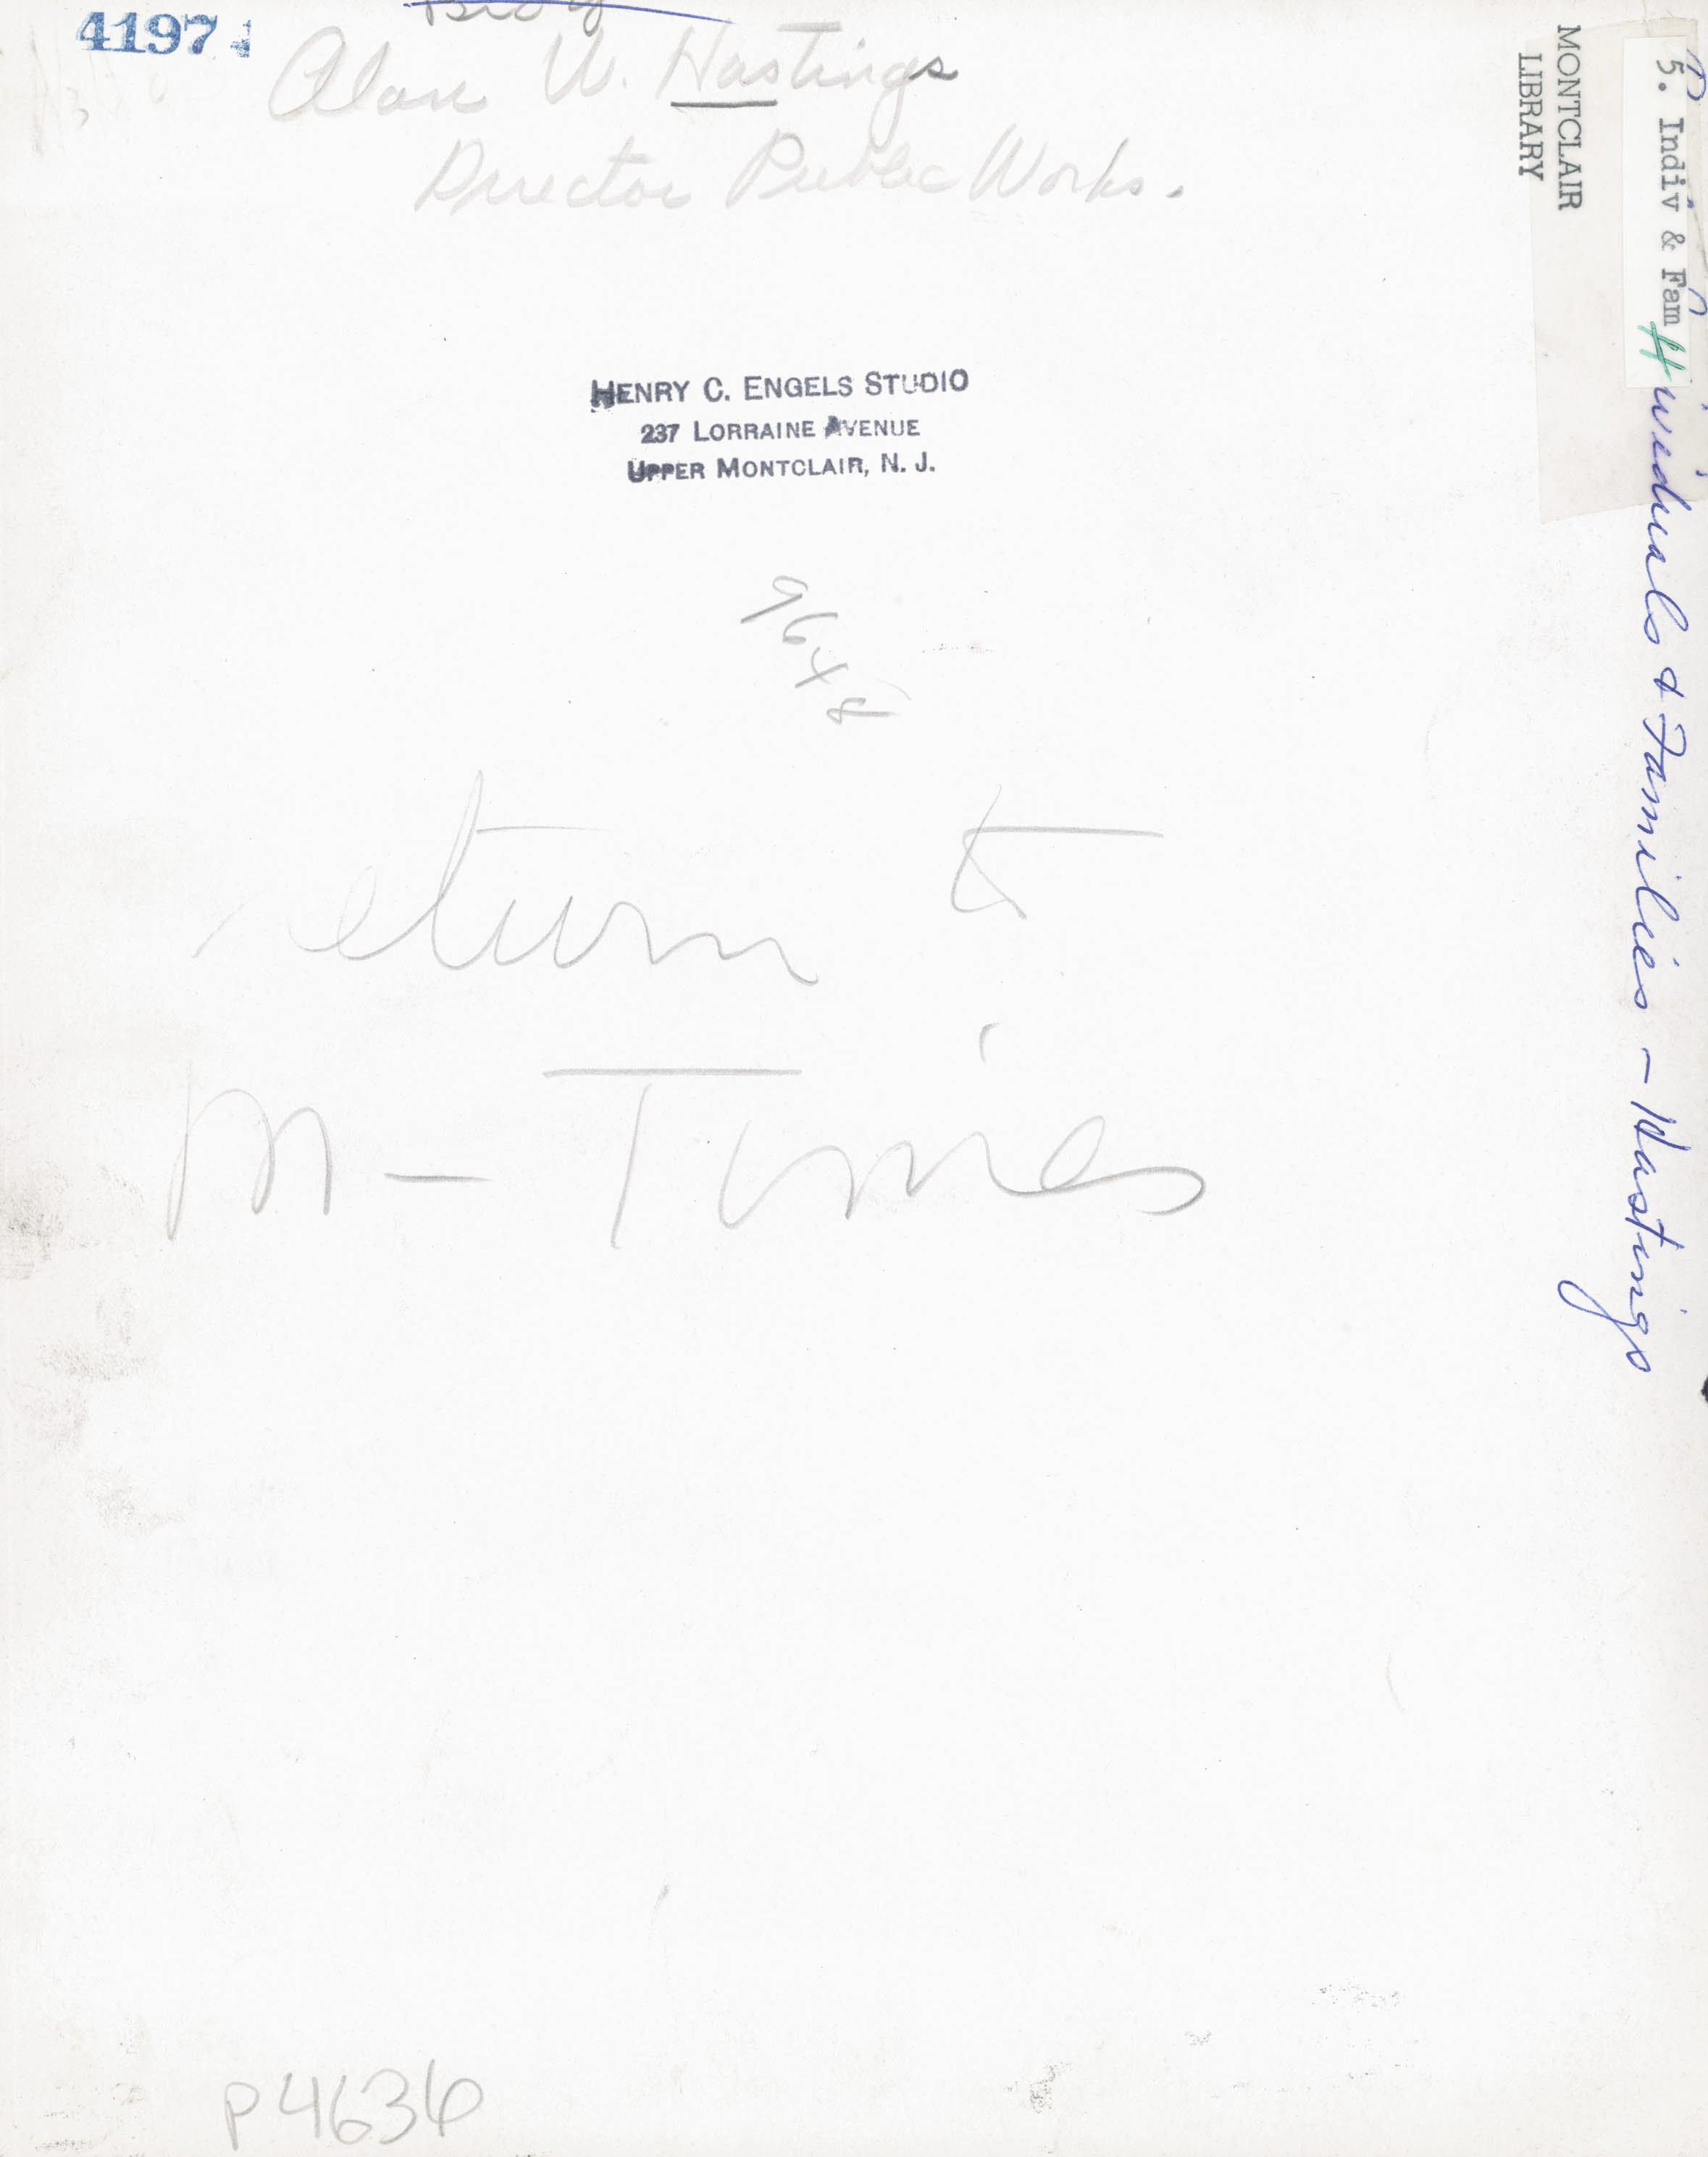 4197
Alan W. Hastings
Director Public Works.
HENRY C. ENGELS STUDIO
237 LORRAINE AVENUE
UPPER MONTCLAIR, N. J.
9648
return to
M - Times
P4636
MONTCLAIR
LIBRARY
5. Indiv & Fam H
ividuals & Families - Hastings